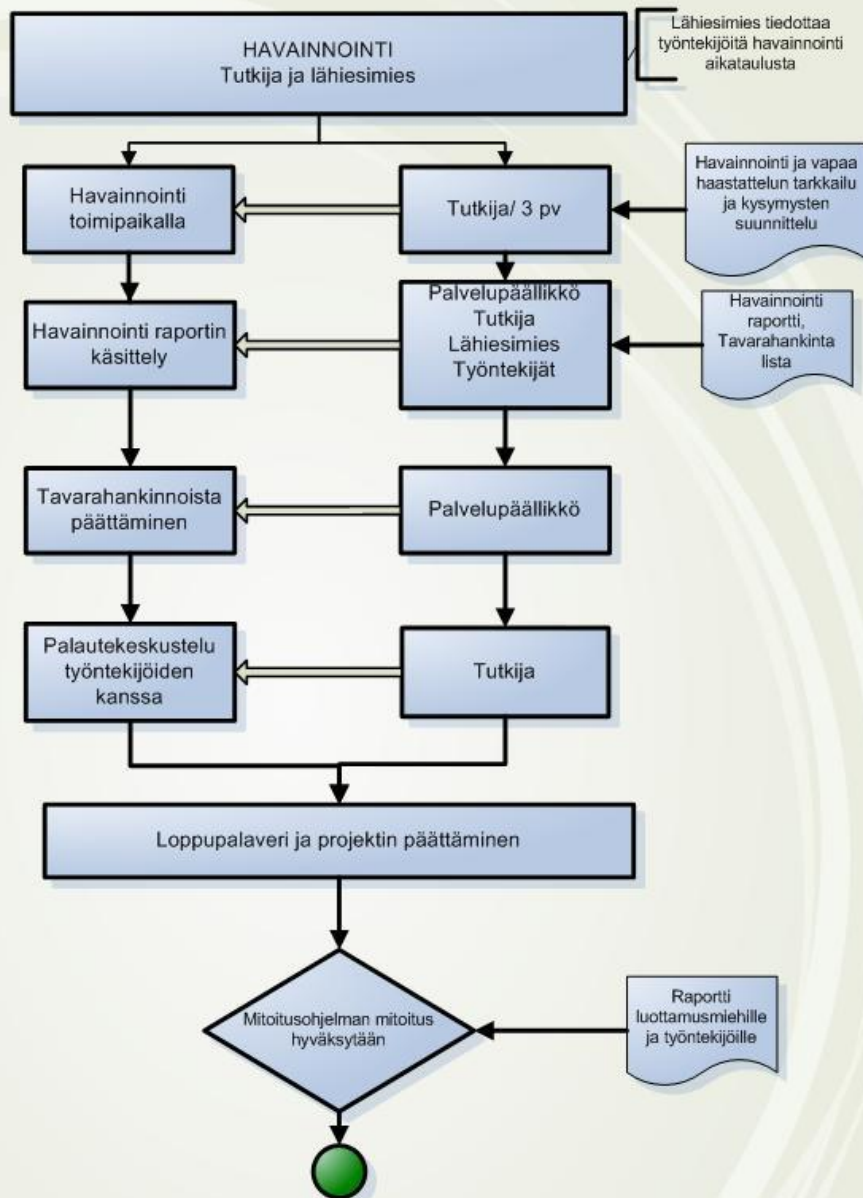 HAVAINNOINTI
Tutkija ja lähiesimies
Lähiesimies tiedottaa
työntekijöitä havainnointi
aikataulusta
Havainnointi
toimipaikalla
Tutkija/ 3 pv
Havainnointi ja vapaa
haastattelun tarkkailu
ja kysymysten
suunnittelu
Havainnointi raportin
käsittely
Palvelupäällikkö
Tutkija
Lähiesimies
Työntekijät
Havainnointi
raportti,
Tavarahankinta
lista
Tavarahankinnoista
päättäminen
Palvelupäällikkö
Palautekeskustelu
työntekijöiden
kanssa
Tutkija
Loppupalaveri ja projektin päättäminen
Mitoitusohjelman mitoitus
hyväksytään
Raportti
luottamusmiehille
ja työntekijöille